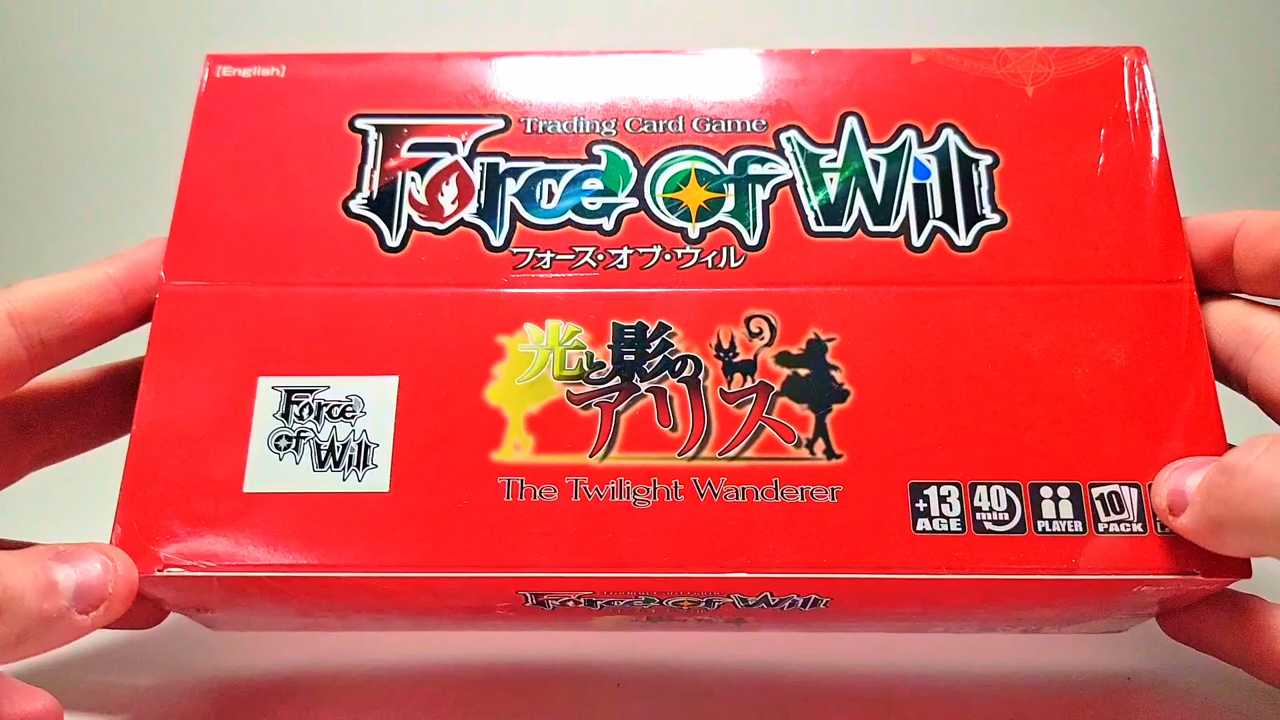 [English]
Trading Card Game
Force of Will
フォース・オブ・ウィル
光と影の
アリス
The Twilight Wanderer
Force
of
Will
+13
AGE
40
min
PLAYER
10
PACK
Force of Will